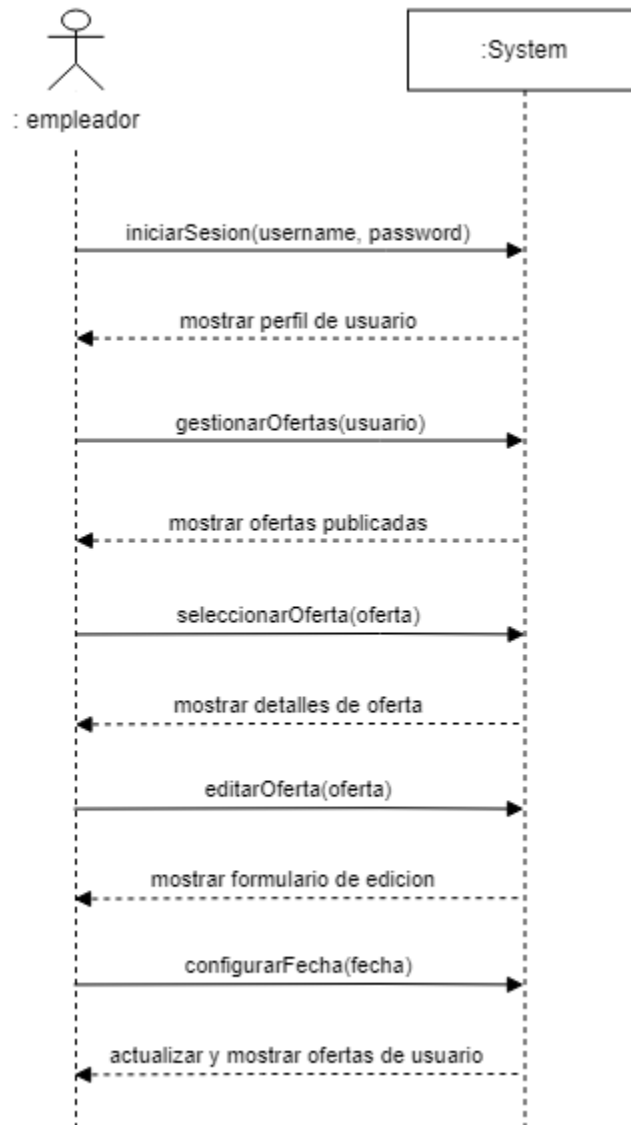 :System
: empleador
iniciarSesion(username, password)
mostrar perfil de usuario
gestionarOfertas(usuario)
mostrar ofertas publicadas
seleccionarOferta(oferta)
mostrar detalles de oferta
editarOferta(oferta)
mostrar formulario de edicion
configurarFecha(fecha)
actualizar y mostrar ofertas de usuario